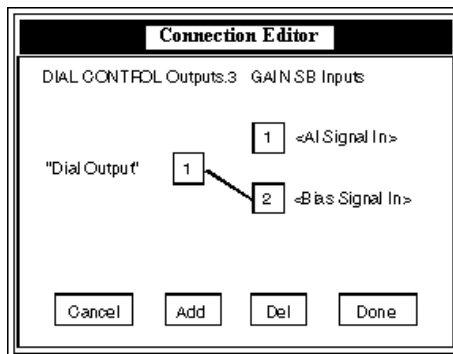 Connection Editor
DIAL CONTROL Outputs.3 GAIN SB Inputs
1 <AI Signal In>
"Dial Output" 1
2 <Bias Signal In>
Cancel Add Del Done